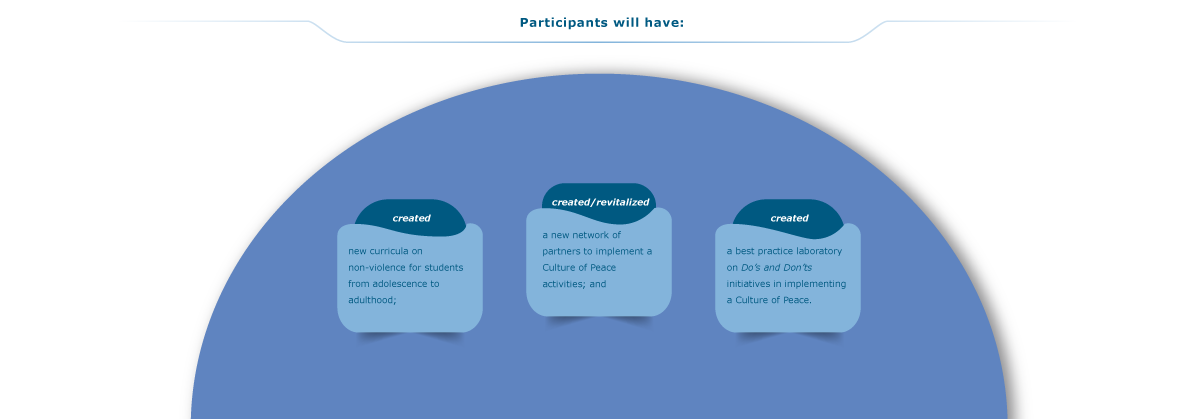 Participants will have:
created
new curricula on
non-violence for students
from adolescence to
adulthood;
created/revitalized
a new network of
partners to implement a
Culture of Peace
activities; and
created
a best practice laboratory
on Do's and Don'ts
initiatives in implementing
a Culture of Peace.